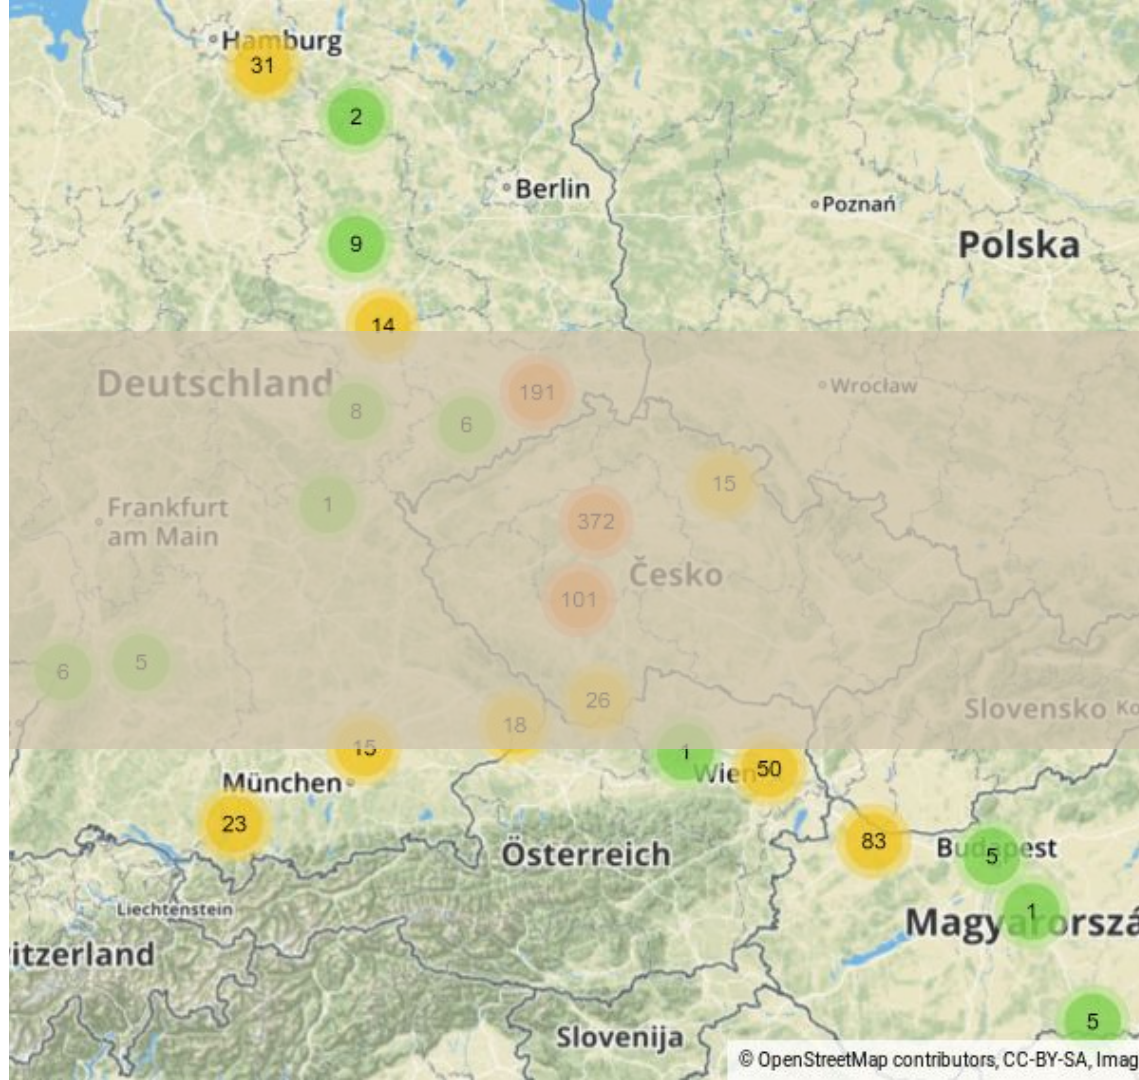 Hamburg
31
2
Berlin
Poznań
9
Polska
14
Deutschland
191
Wrocław
8
6
15
1
Frankfurt
am Main
372
Česko
101
6
5
26
Slovensko
18
15
1
Wien
50
München
23
83
Österreich
Budapest
5
Liechtenstein
1
Magyarorszá
itzerland
5
Slovenija
© OpenStreetMap contributors, CC-BY-SA, Imag